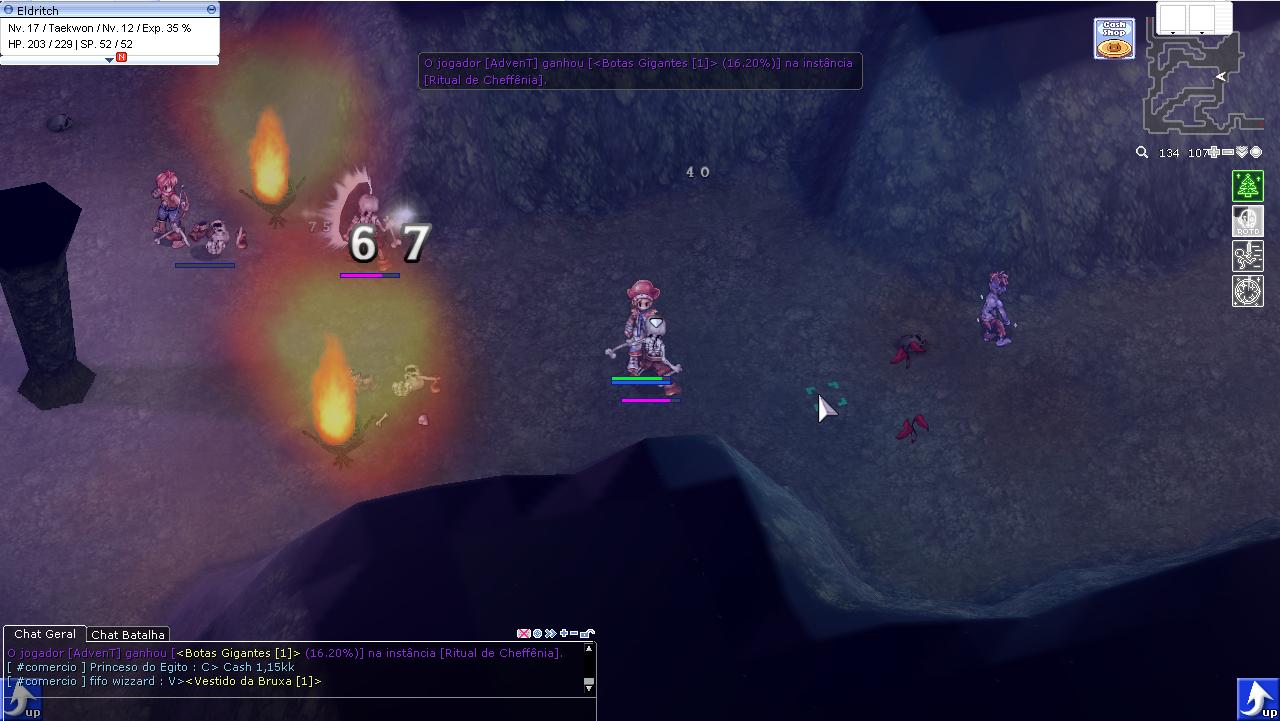 Eldritch
Nv. 17 / Taekwon / Nv. 12 / Exp. 35 %
HP. 203 / 229 | SP. 52 / 52
N
O jogador [AdvenT] ganhou [<Botas Gigantes [1]> (16.20%)] na instância
[Ritual de Cheffênia].
Cash
Shop
134 107
40
75
6 7
Chat Geral
Chat Batalha
O jogador [AdvenT] ganhou [<Botas Gigantes [1]> (16.20%)] na instância [Ritual de Cheffênia].
[ #comercio ] Princeso do Egito : C> Cash 1,15kk
[ #comercio ] fifo wizzard : V><Vestido da Bruxa [1]>
up
up